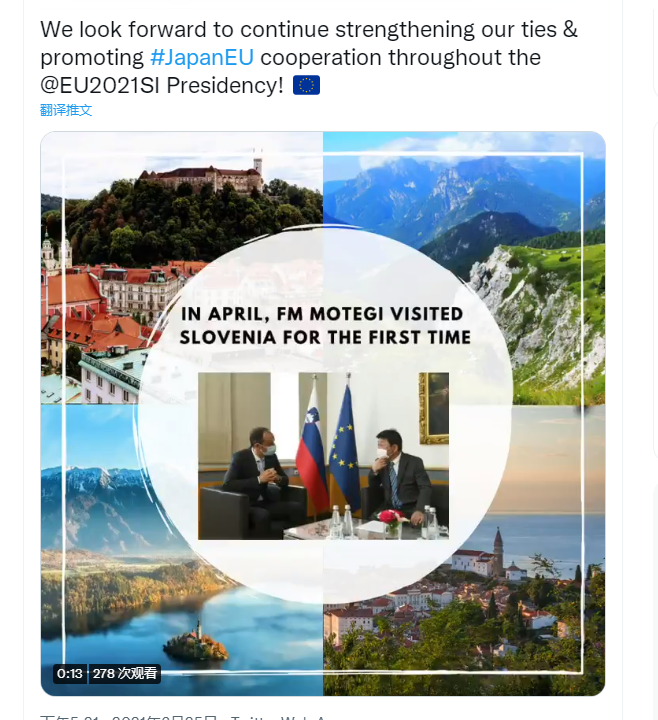 We look forward to continue strengthening our ties &
promoting #JapanEU cooperation throughout the
@EU2021SI Presidency! 🇪🇺
翻译推文
IN APRIL, FM MOTEGI VISITED
SLOVENIA FOR THE FIRST TIME
0:13 · 278 次观看